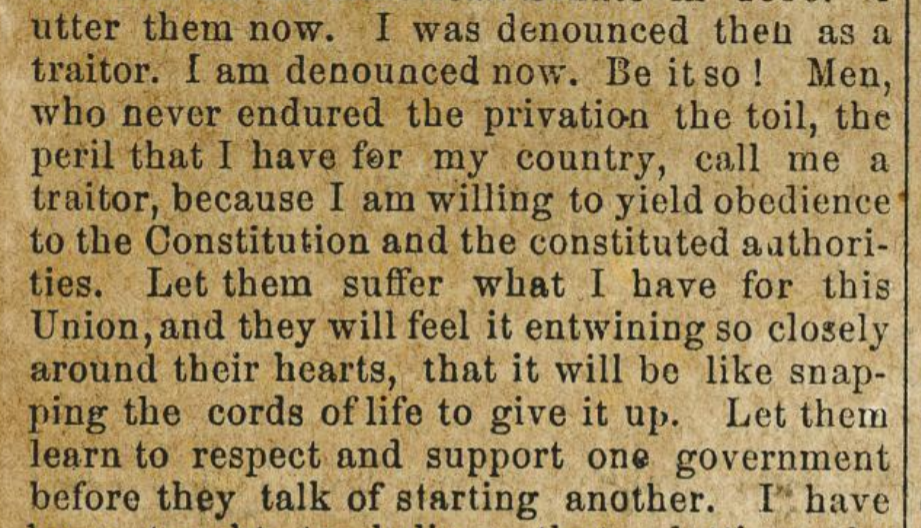 utter them now. I was denounced then as a
traitor. I am denounced now. Be it so! Men,
who never endured the privation the toil, the
peril that I have for my country, call me a
traitor, because I am willing to yield obedience
to the Constitution and the constituted authori-
ties. Let them suffer what I have for this
Union, and they will feel it entwining so closely
around their hearts, that it will be like snap-
ping the cords of life to give it up. Let them
learn to respect and support one government
before they talk of starting another. I have